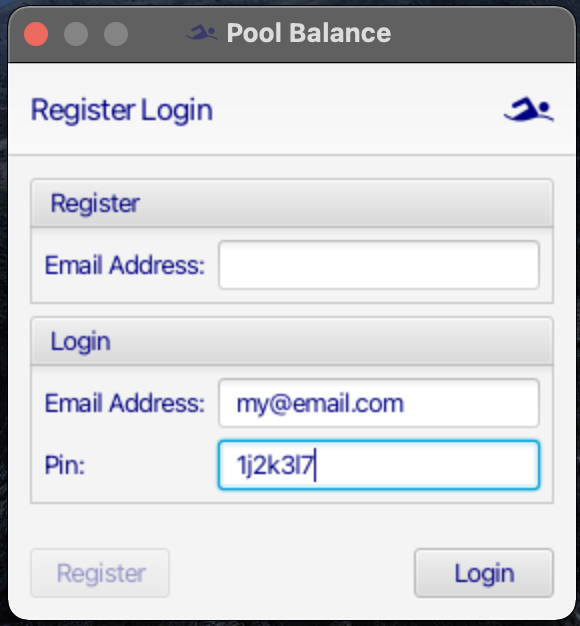 Pool Balance
Register Login
Register
Email Address:
Login
Email Address: my@email.com
Pin: 1j2k3l7
Register Login